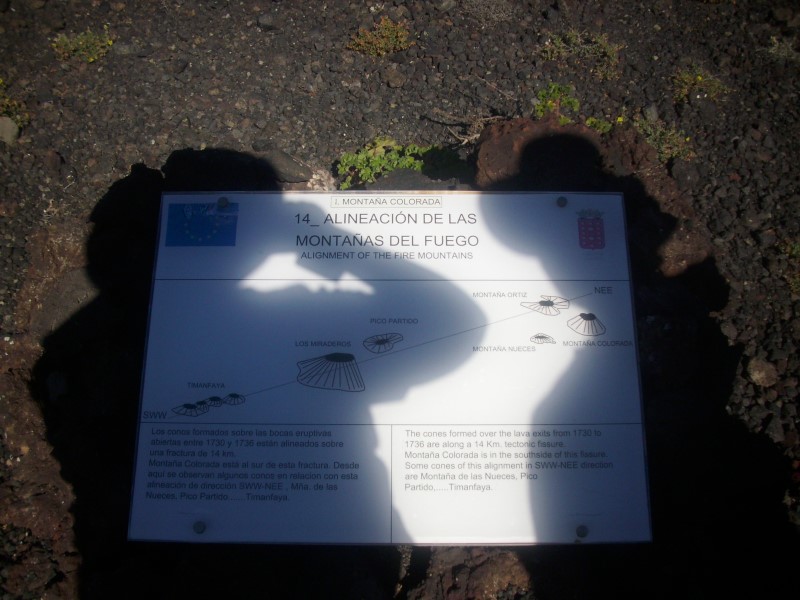 I. MONTAÑA COLORADA
14_ ALINEACIÓN DE LAS
MONTAÑAS DEL FUEGO
ALIGNMENT OF THE FIRE MOUNTAINS
NEE
MONTAÑA ORTIZ
PICO PARTIDO
LOS MIRADEROS
MONTAÑA NUECES
MONTAÑA COLORADA
TIMANFAYA
SWW
Los conos formados sobre las bocas eruptivas
abiertas entre 1730 y 1736 están alineados sobre
una fractura de 14 km.
Montaña Colorada está al sur de esta fractura. Desde
aquí se observan algunos conos en relacion con esta
alineación de dirección SWW-NEE , Mña. de las
Nueces, Pico Partido...... Timanfaya.
The cones formed over the lava exits from 1730 to
1736 are along a 14 Km. tectonic fissure.
Montaña Colorada is in the southside of this fissure.
Some cones of this alignment in SWW-NEE direction
are Montaña de las Nueces, Pico
Partido,.....Timanfaya.